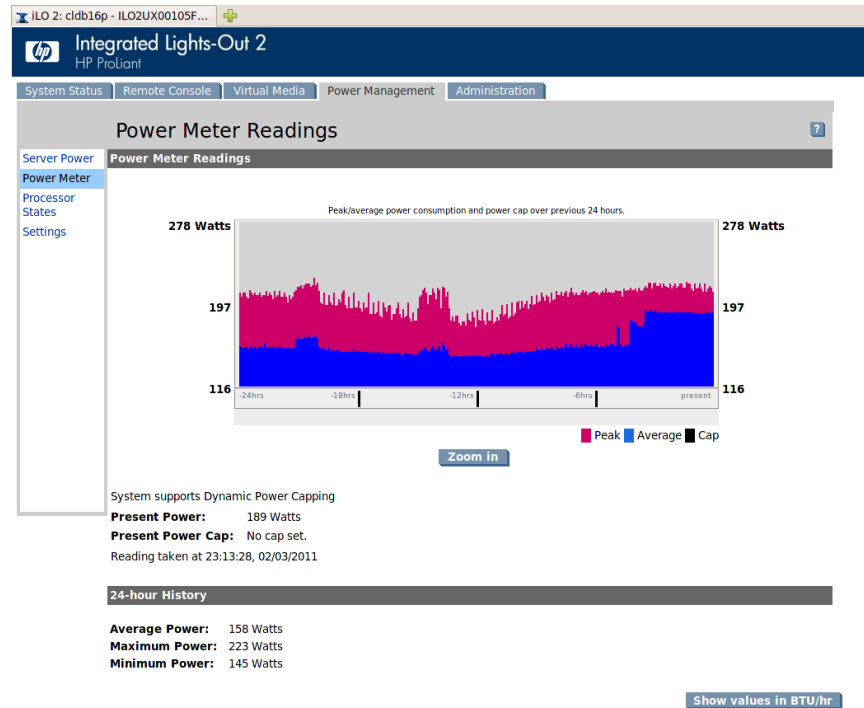 iLO 2: cldb16p - ILO2UX00105F...
hp
Integrated Lights-Out 2
HP ProLiant
System Status
Remote Console
Virtual Media
Power Management
Administration
Power Meter Readings
?
Server Power
Power Meter
Processor
States
Settings
Power Meter Readings
Peak/average power consumption and power cap over previous 24 hours.
278 Watts
278 Watts
197
197
116
116
-24hrs
-18hrs
-12hrs
-6hrs
present
Peak
Average
Cap
Zoom in
System supports Dynamic Power Capping
Present Power: 189 Watts
Present Power Cap: No cap set.
Reading taken at 23:13:28, 02/03/2011
24-hour History
Average Power: 158 Watts
Maximum Power: 223 Watts
Minimum Power: 145 Watts
Show values in BTU/hr